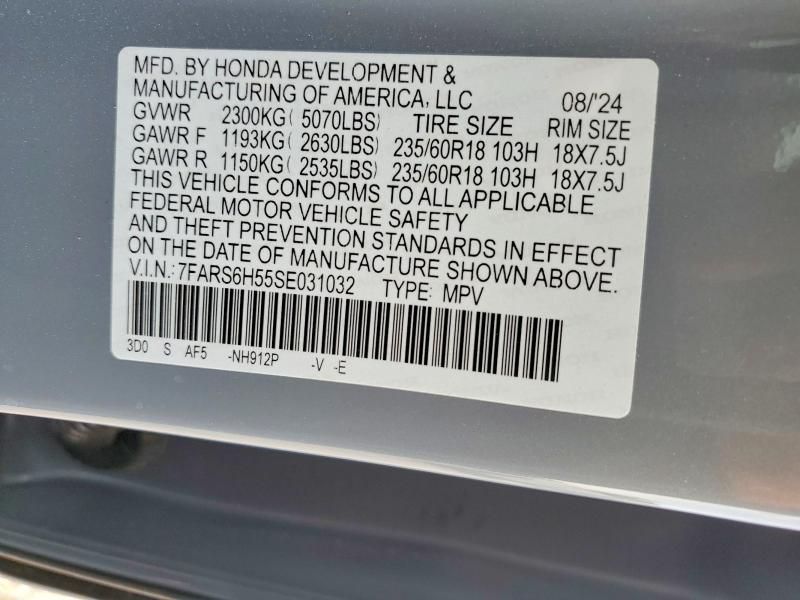 MFD. BY HONDA DEVELOPMENT &
MANUFACTURING OF AMERICA, LLC 08/'24
GVWR 2300KG( 5070LBS) TIRE SIZE RIM SIZE
GAWR F 1193KG( 2630LBS) 235/60R18 103H 18X7.5J
GAWR R 1150KG( 2535LBS) 235/60R18 103H 18X7.5J
THIS VEHICLE CONFORMS TO ALL APPLICABLE
FEDERAL MOTOR VEHICLE SAFETY
AND THEFT PREVENTION STANDARDS IN EFFECT
ON THE DATE OF MANUFACTURE SHOWN ABOVE.
V.I.N.: 7FARS6H55SE031032 TYPE: MPV
3D0 S AF5 -NH912P -V -E